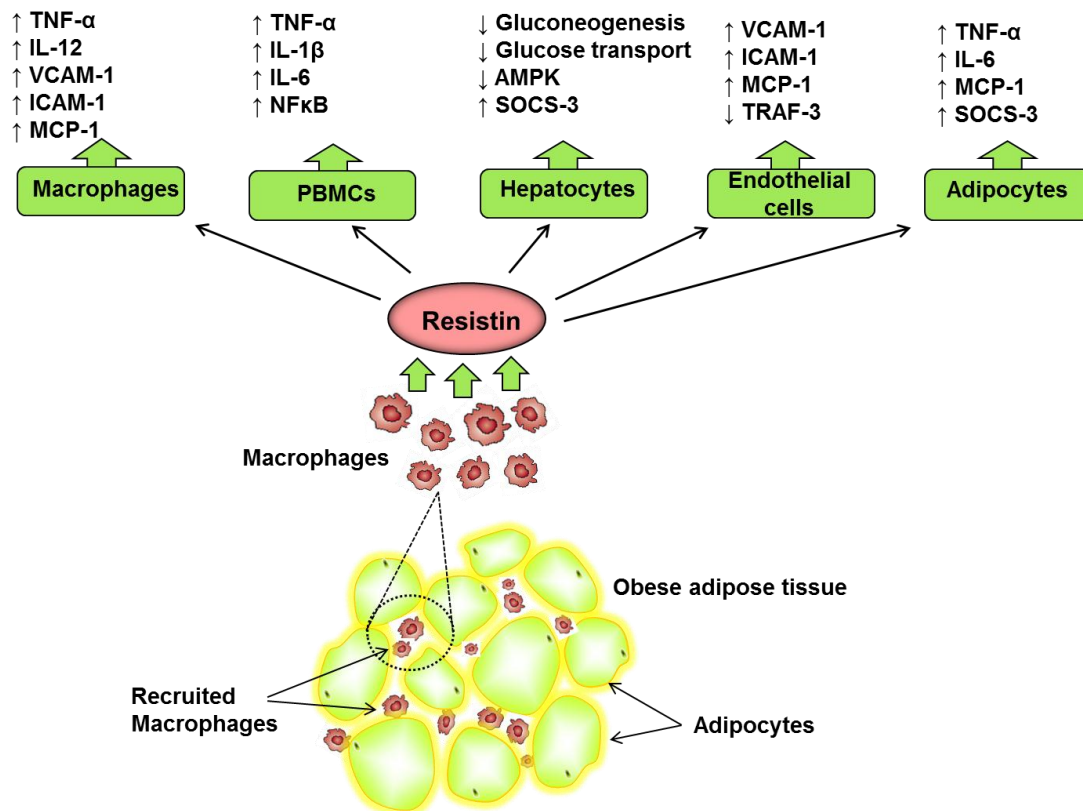 ↑ TNF-α
↑ IL-12
↑ VCAM-1
↑ ICAM-1
↑ MCP-1
Macrophages
↑ TNF-α
↑ IL-1β
↑ IL-6
↑ NFκB
PBMCs
↓ Gluconeogenesis
↓ Glucose transport
↓ AMPK
↑ SOCS-3
Hepatocytes
↑ VCAM-1
↑ ICAM-1
↑ MCP-1
↓ TRAF-3
Endothelial
cells
↑ TNF-α
↑ IL-6
↑ MCP-1
↑ SOCS-3
Adipocytes
Resistin
Macrophages
Obese adipose tissue
Recruited
Macrophages
Adipocytes